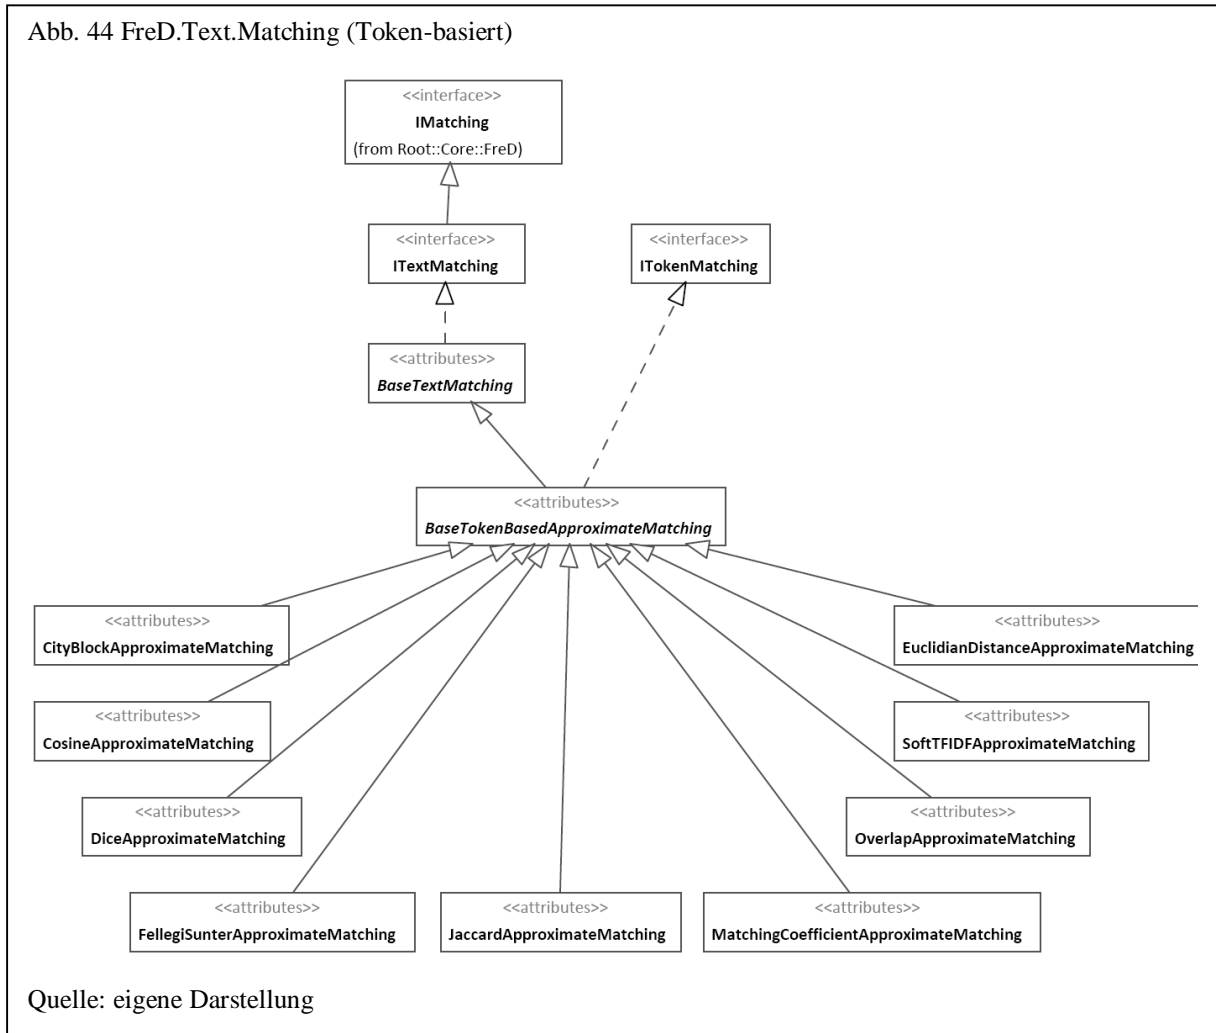 Abb. 44 FreD.Text.Matching (Token-basiert)
<<interface>>
IMatching
(from Root::Core::FreD)
<<interface>>
ITextMatching
<<interface>>
ITokenMatching
<<attributes>>
BaseTextMatching
<<attributes>>
BaseTokenBasedApproximateMatching
<<attributes>>
CityBlockApproximateMatching
<<attributes>>
EuclidianDistanceApproximateMatching
<<attributes>>
CosineApproximateMatching
<<attributes>>
SoftTFIDFApproximateMatching
<<attributes>>
DiceApproximateMatching
<<attributes>>
OverlapApproximateMatching
<<attributes>>
FellegiSunterApproximateMatching
<<attributes>>
JaccardApproximateMatching
<<attributes>>
MatchingCoefficientApproximateMatching
Quelle: eigene Darstellung